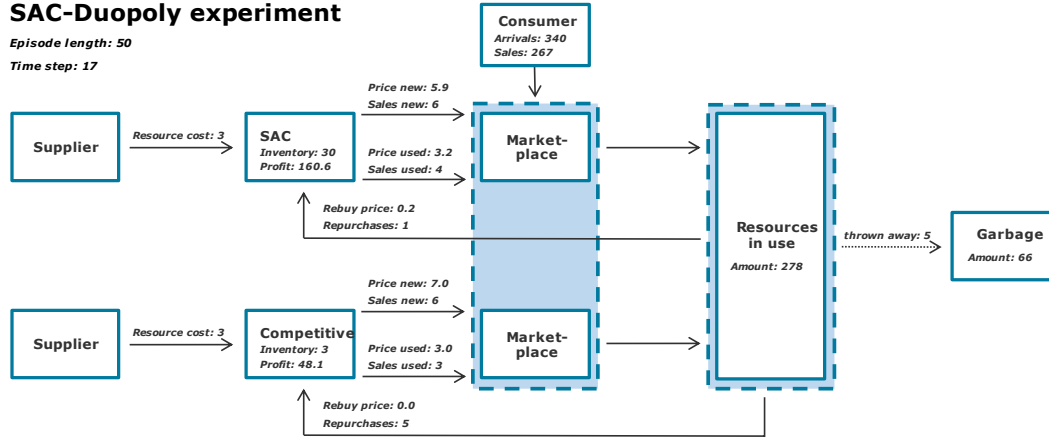 SAC-Duopoly experiment
Episode length: 50
Time step: 17
Consumer
Arrivals: 340
Sales: 267
Supplier
Resource cost: 3
SAC
Inventory: 30
Profit: 160.6
Price new: 5.9
Sales new: 6
Price used: 3.2
Sales used: 4
Market-
place
Rebuy price: 0.2
Repurchases: 1
Resources
in use
Amount: 278
thrown away: 5
Garbage
Amount: 66
Supplier
Resource cost: 3
Competitive
Inventory: 3
Profit: 48.1
Price new: 7.0
Sales new: 6
Price used: 3.0
Sales used: 3
Market-
place
Rebuy price: 0.0
Repurchases: 5